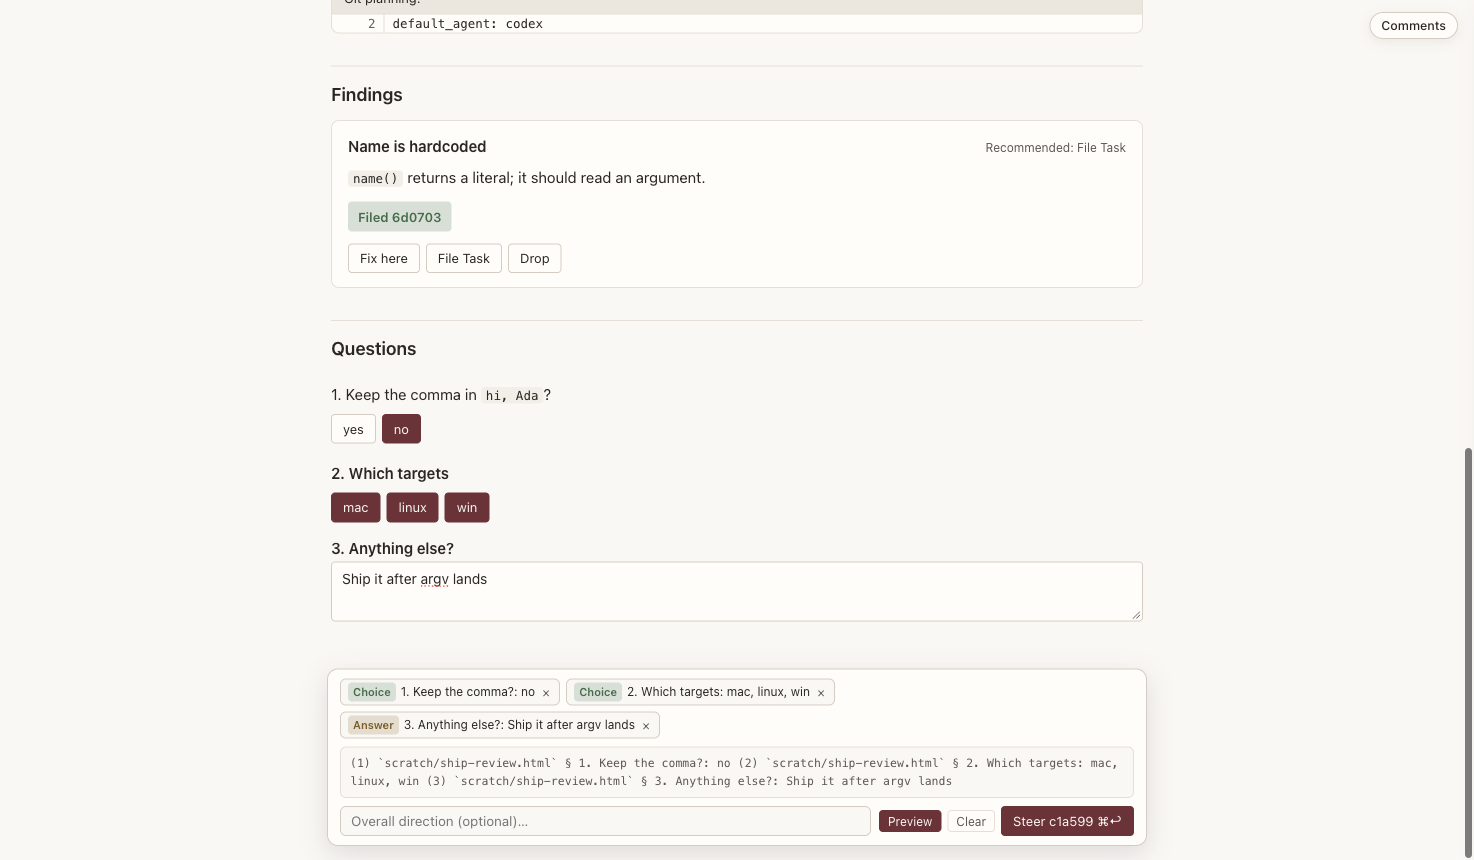 2 default_agent: codex
Comments
Findings
Name is hardcoded
Recommended: File Task
name() returns a literal; it should read an argument.
Filed 6d0703
Fix here File Task Drop
Questions
1. Keep the comma in hi, Ada?
yes no
2. Which targets
mac linux win
3. Anything else?
Ship it after argv lands
Choice 1. Keep the comma?: no × Choice 2. Which targets: mac, linux, win ×
Answer 3. Anything else?: Ship it after argv lands ×
(1) `scratch/ship-review.html` § 1. Keep the comma?: no (2) `scratch/ship-review.html` § 2. Which targets: mac,
linux, win (3) `scratch/ship-review.html` § 3. Anything else?: Ship it after argv lands
Overall direction (optional)... Preview Clear Steer c1a599 ⌘↩